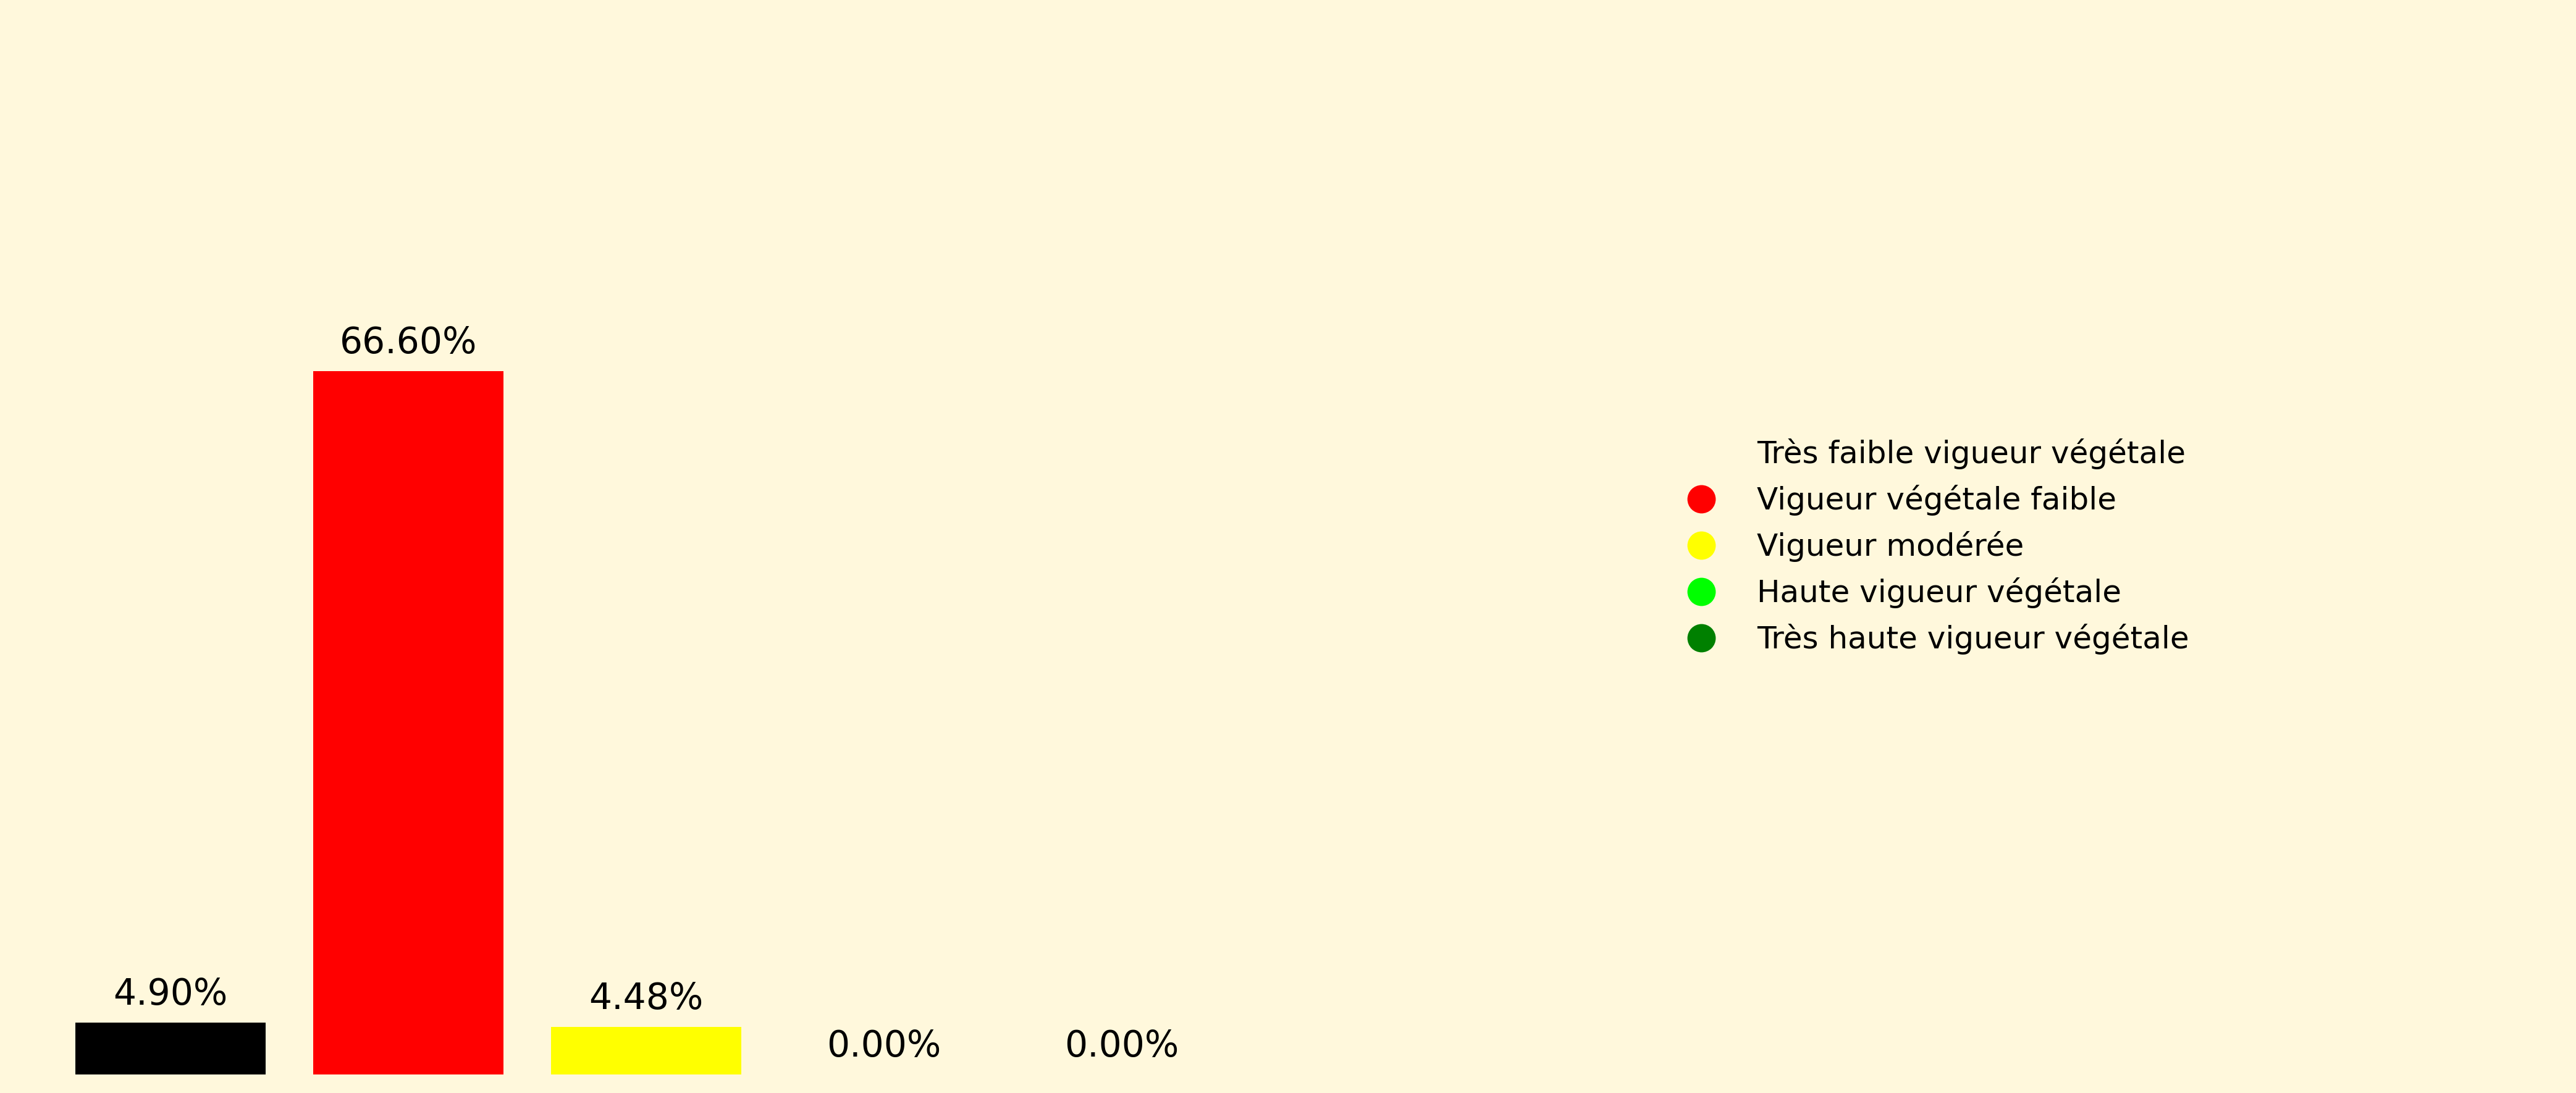 66.60%
4.90%
4.48%
0.00%
0.00%
Très faible vigueur végétale
Vigueur végétale faible
Vigueur modérée
Haute vigueur végétale
Très haute vigueur végétale